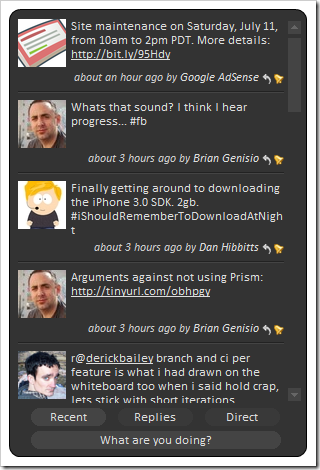 Site maintenance on Saturday, July 11,
from 10am to 2pm PDT. More details:
http://bit.ly/95Hdy
about an hour ago by Google AdSense
Whats that sound? I think I hear
progress... #fb
about 3 hours ago by Brian Genisio
Finally getting around to downloading
the iPhone 3.0 SDK. 2gb.
#iShouldRememberToDownloadAtNigh
t
about 3 hours ago by Dan Hibbitts
Arguments against not using Prism:
http://tinyurl.com/obhpgy
about 3 hours ago by Brian Genisio
r@derickbailey branch and ci per
feature is what i had drawn on the
whiteboard too when i said hold crap,
lets stick with short iterations
Recent
Replies
Direct
What are you doing?